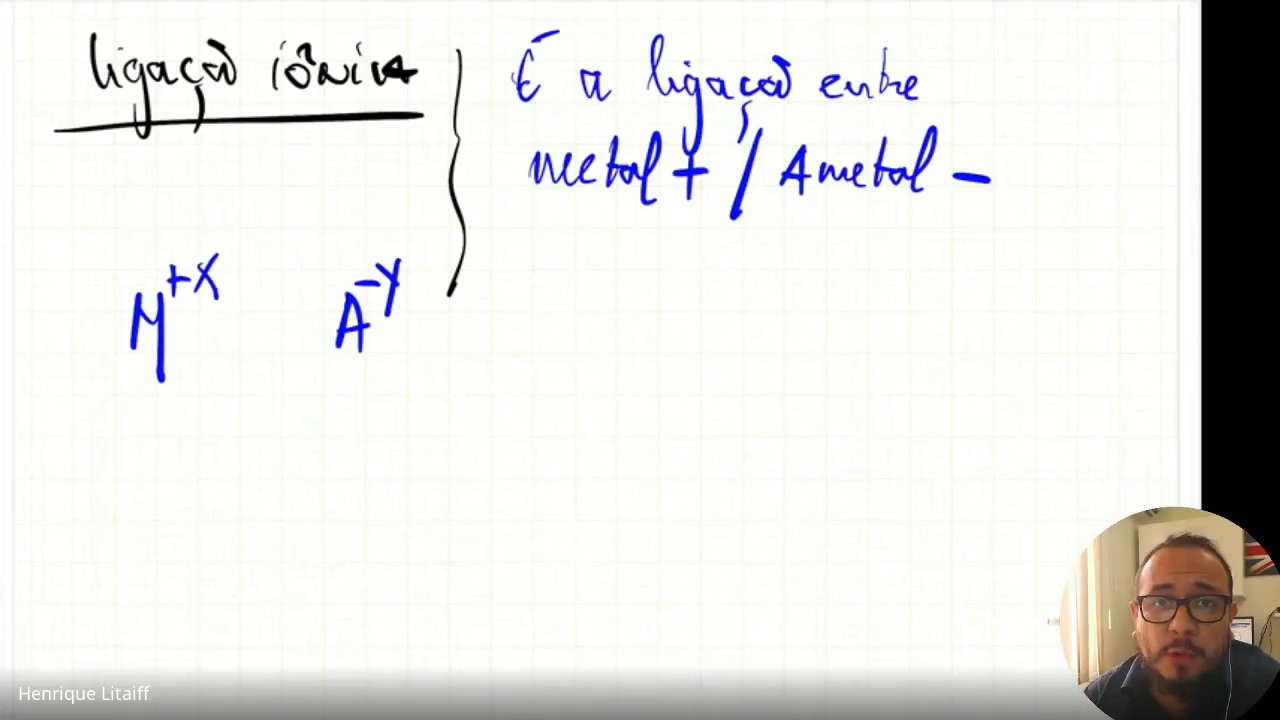 ligação iônica
É a ligação entre
metal + / Ametal -
M^{+X} A^{-Y}
Henrique Litaiff